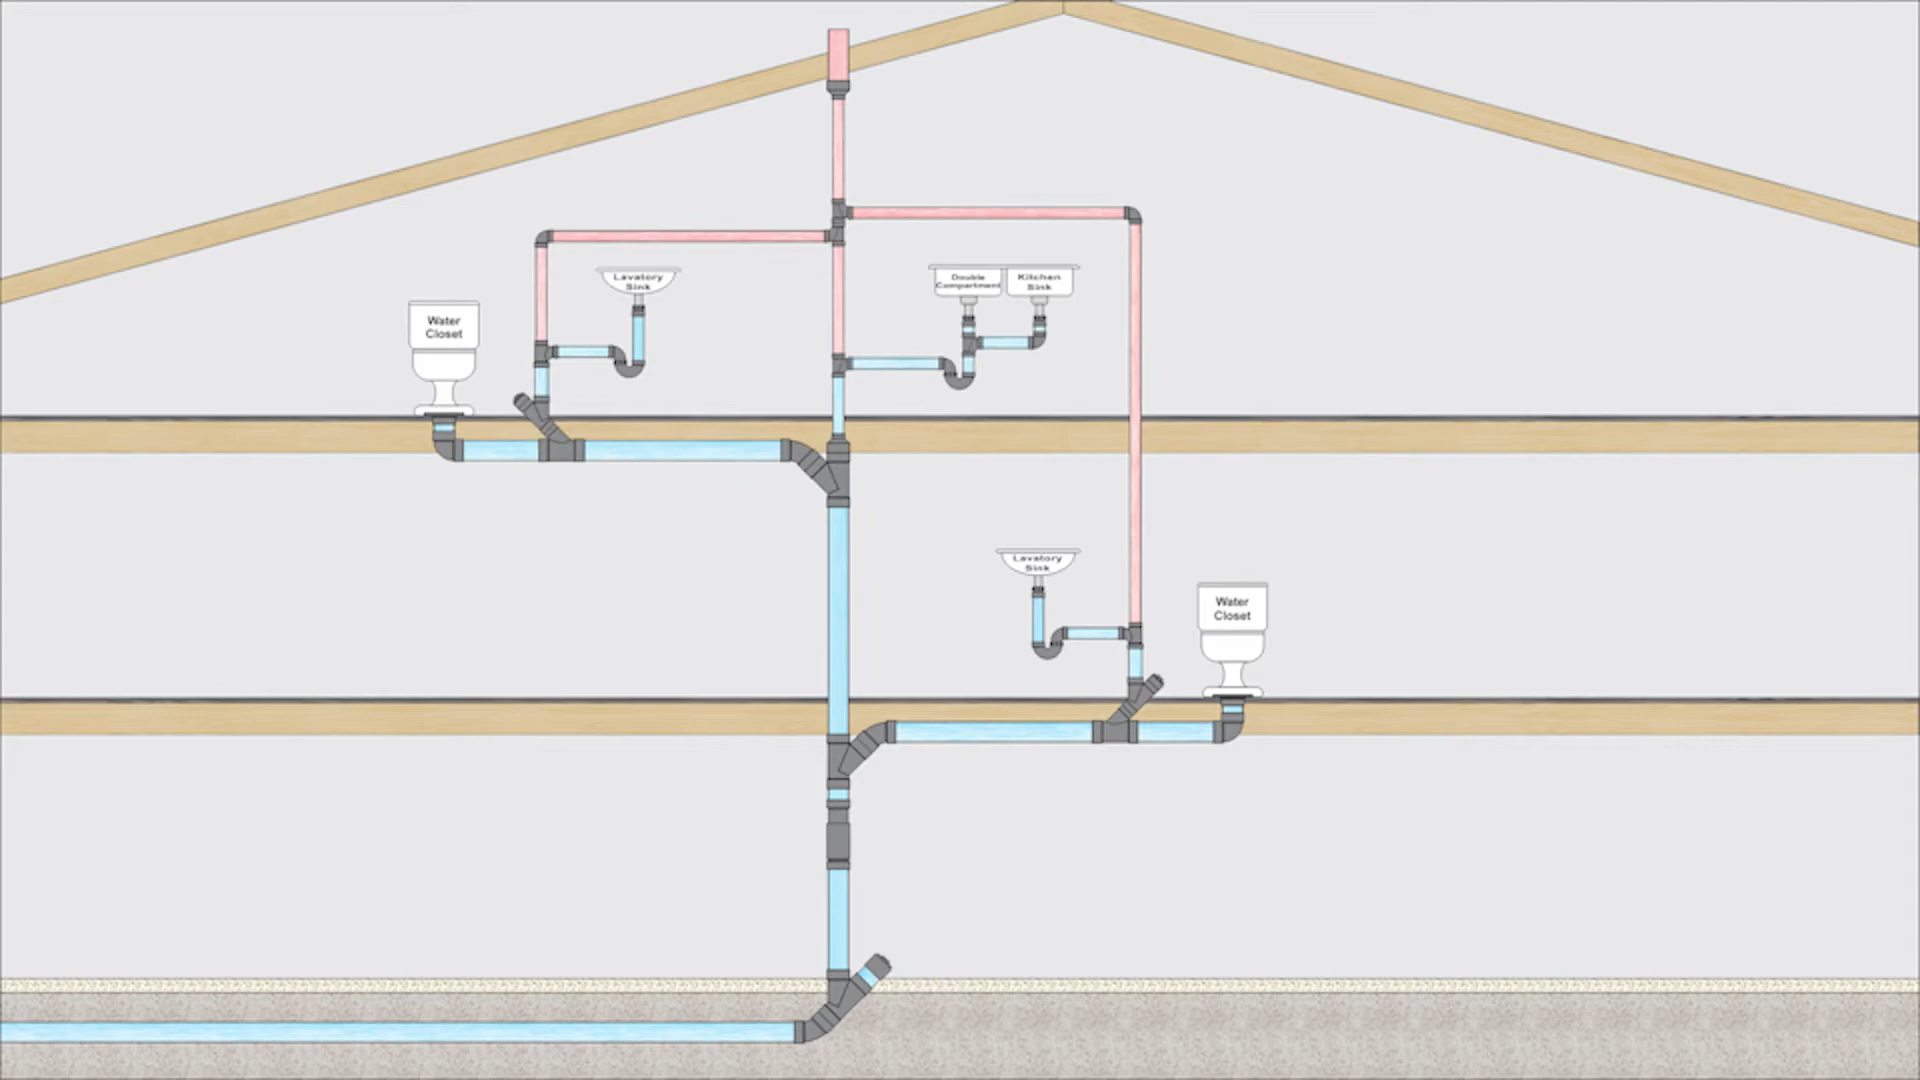 Lavatory
Sink
Double
Compartment
Kitchen
Sink
Water
Closet
Lavatory
Sink
Water
Closet